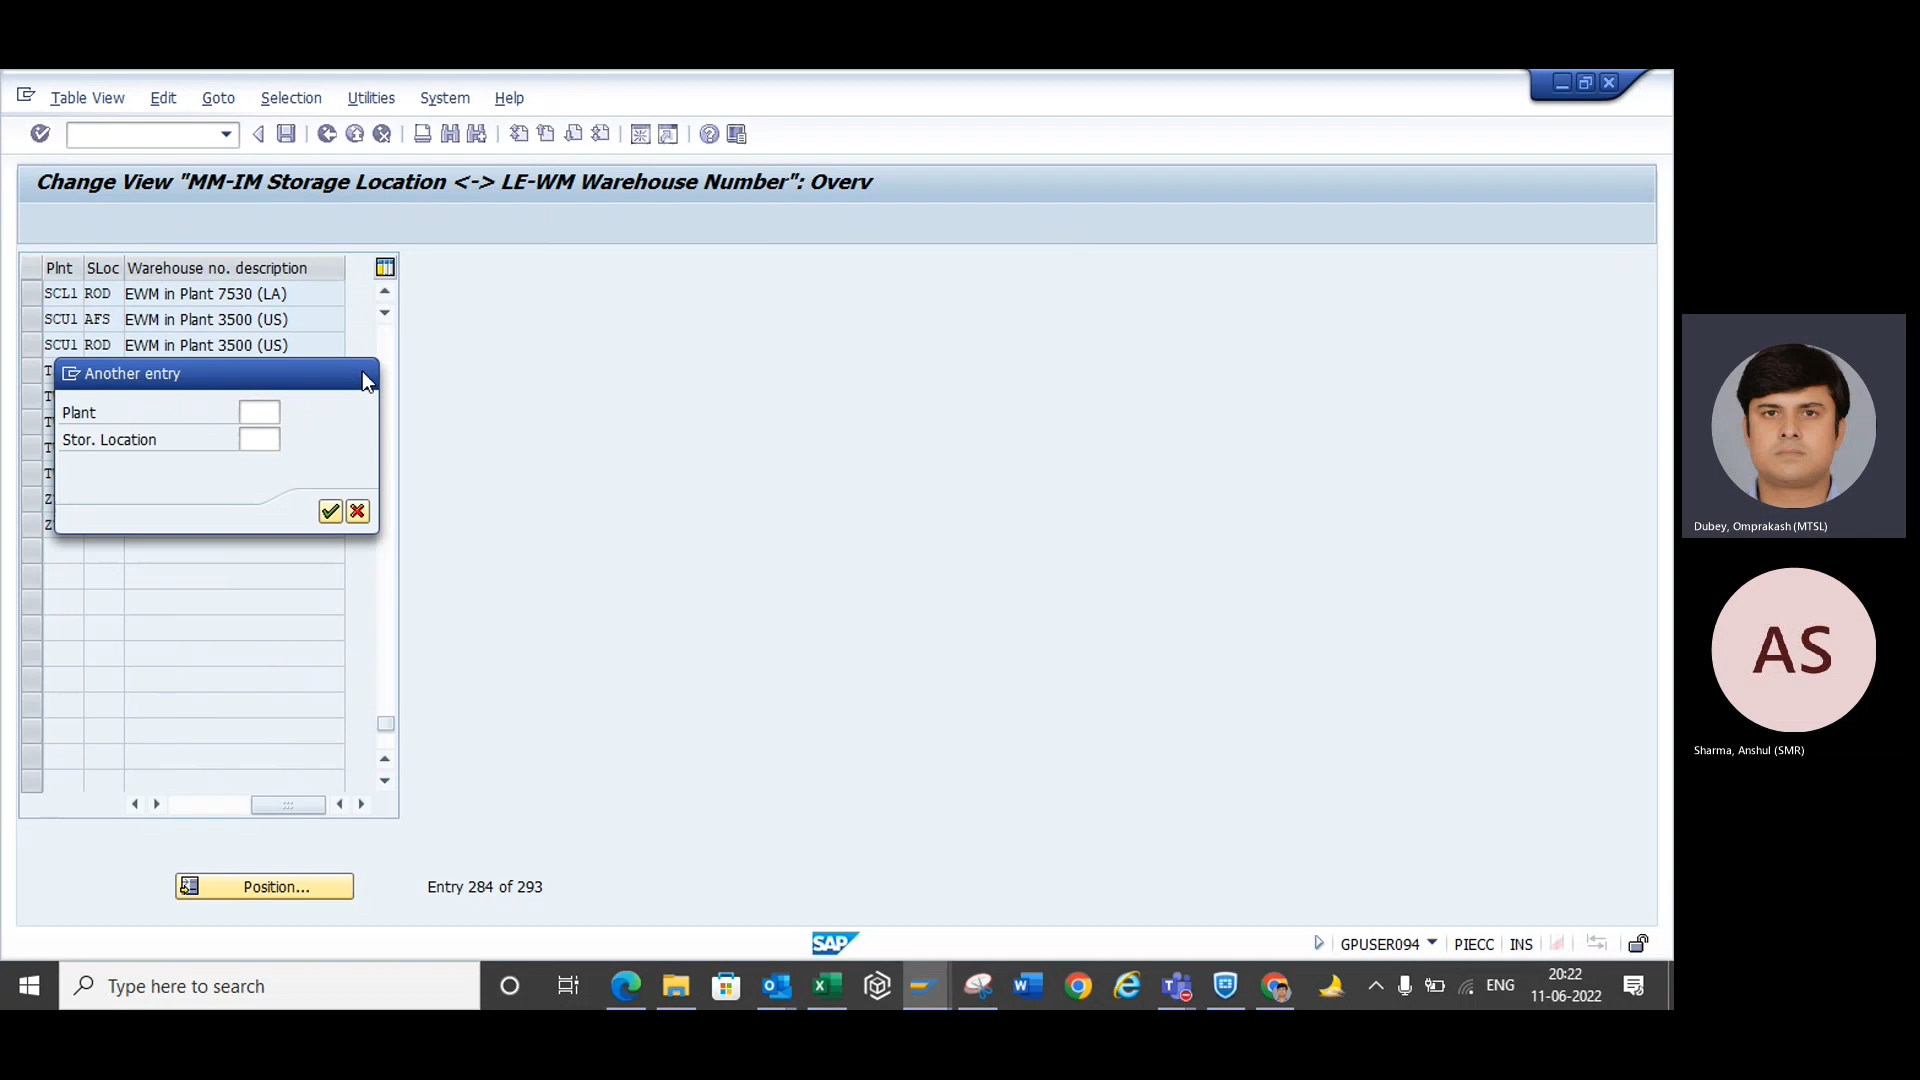 Table View Edit Goto Selection Utilities System Help
Change View "MM-IM Storage Location <-> LE-WM Warehouse Number": Overv
Plnt SLoc Warehouse no. description
SCL1 ROD EWM in Plant 7530 (LA)
SCU1 AFS EWM in Plant 3500 (US)
SCU1 ROD EWM in Plant 3500 (US)
Another entry
Plant
Stor. Location
Position...
Entry 284 of 293
SAP
GPUSER094 PIECC INS
Type here to search
ENG
20:22
11-06-2022
Dubey, Omprakash (MTSL)
AS
Sharma, Anshul (SMR)